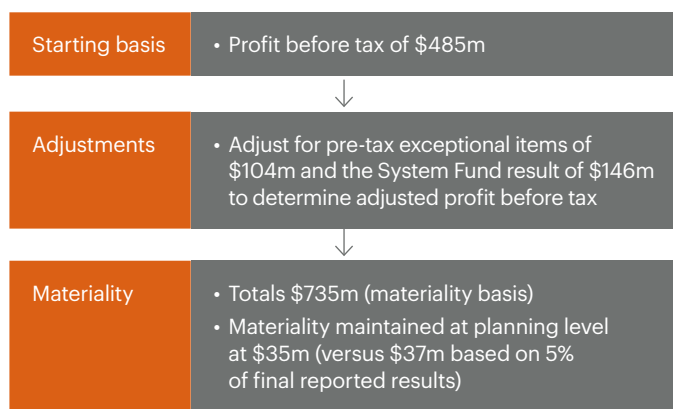 Starting basis
• Profit before tax of $485m
Adjustments
• Adjust for pre-tax exceptional items of
$104m and the System Fund result of $146m
to determine adjusted profit before tax
Materiality
• Totals $735m (materiality basis)
• Materiality maintained at planning level
at $35m (versus $37m based on 5%
of final reported results)